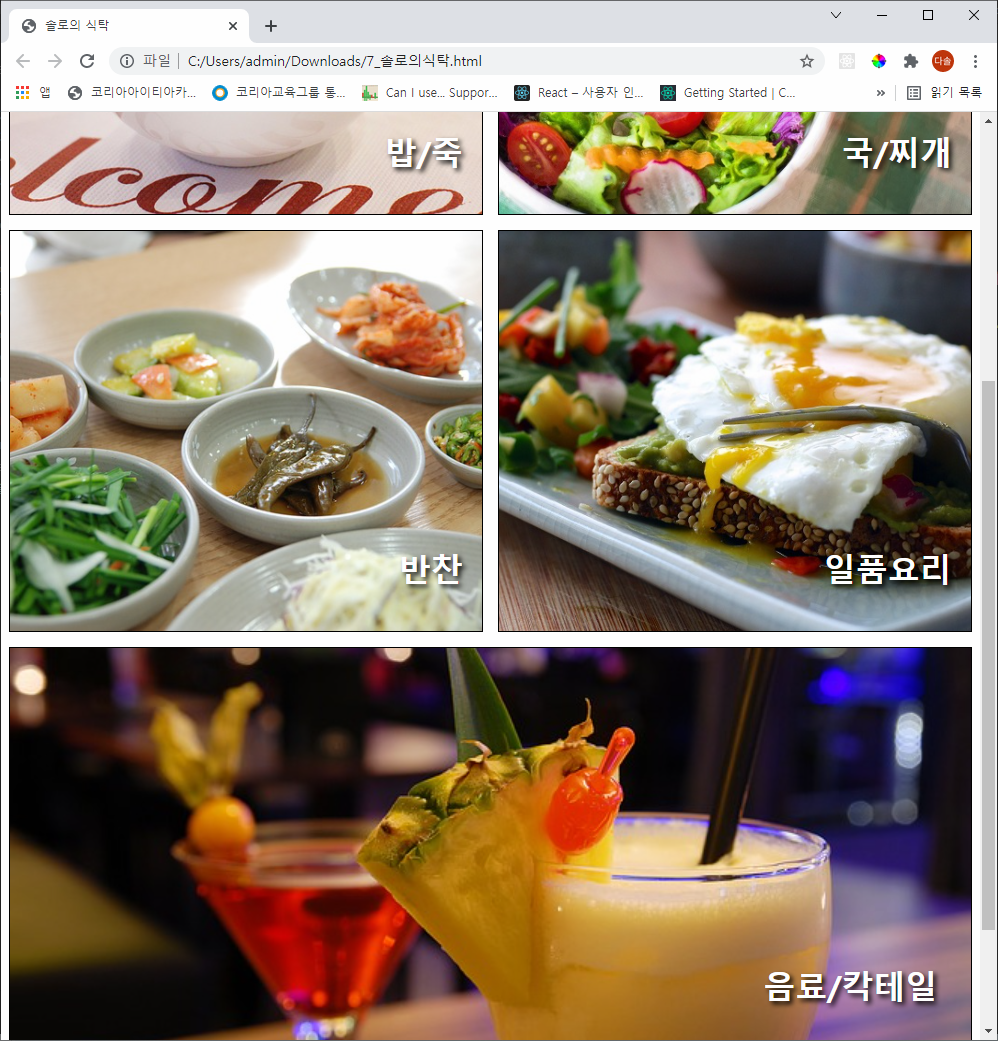 솔로의 식탁
파일 C:/Users/admin/Downloads/7_솔로의식탁.html
다솔
앱 코리아아이티아카... 코리아교육그룹 통... Can I use... Suppor... React – 사용자 인... Getting Started | C... » 읽기 목록
lcome
밥/죽 국/찌개
반찬 일품요리
음료/칵테일